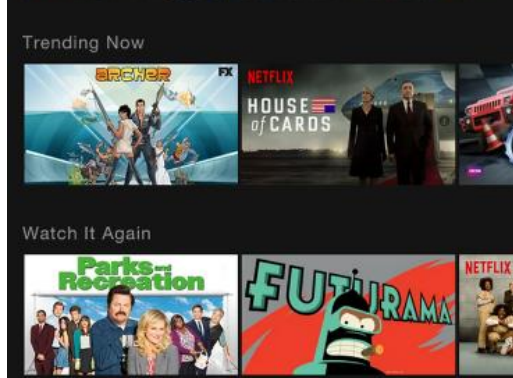 Trending Now
ARCHER
FX
NETFLIX
HOUSE
of CARDS
Watch It Again
Parks and
Recreation
FUTURAMA
NETFLIX